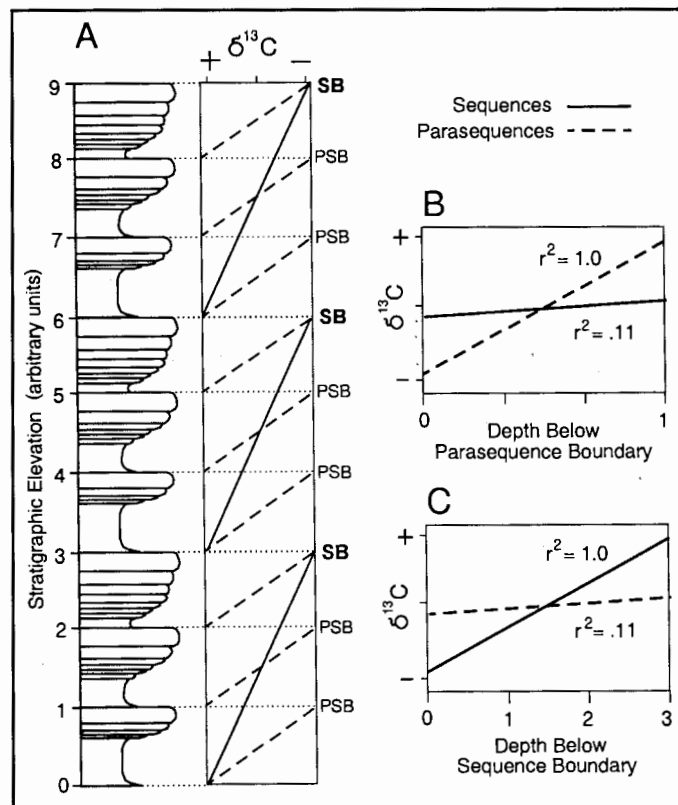 A
δ13C
+ −
Stratigraphic Elevation (arbitrary units)
9
SB
8
PSB
7
PSB
6
SB
5
PSB
4
PSB
3
SB
2
PSB
1
PSB
0
Sequences
Parasequences
B
+
δ13C
−
r2 = 1.0
r2 = .11
0 1
Depth Below
Parasequence Boundary
C
+
δ13C
−
r2 = 1.0
r2 = .11
0 1 2 3
Depth Below
Sequence Boundary